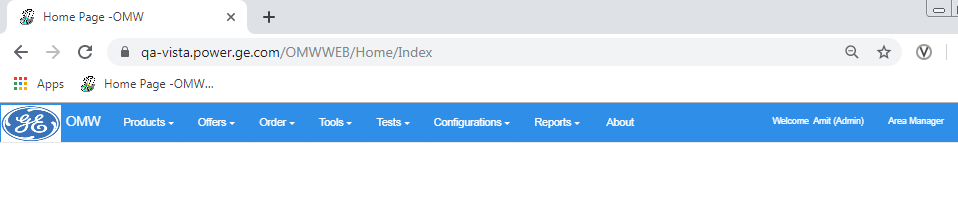 Home Page -OMW
qa-vista.power.ge.com/OMWWEB/Home/Index
Apps Home Page -OMW...
GE OMW Products Offers Order Tools Tests Configurations Reports About Welcome Amit (Admin) Area Manager